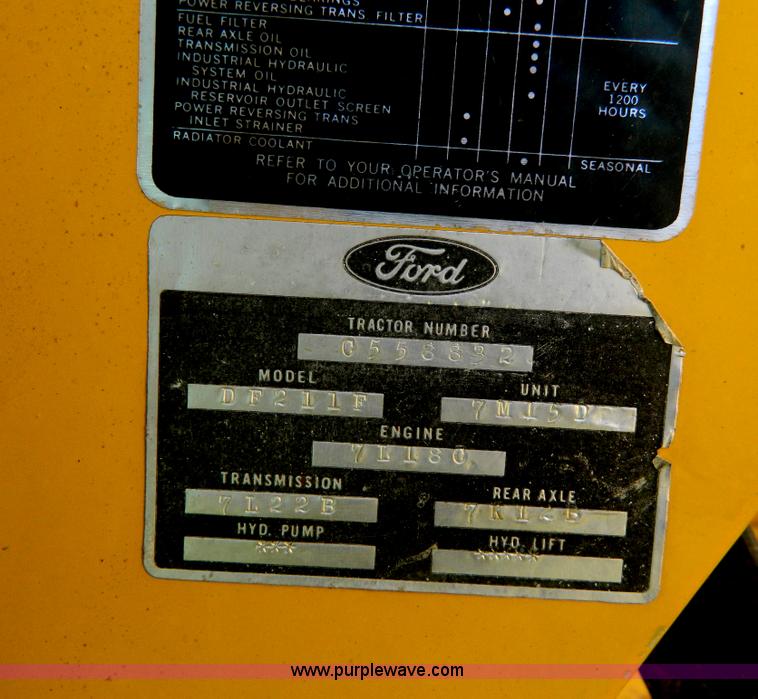 POWER REVERSING TRANS. FILTER
FUEL FILTER
REAR AXLE OIL
TRANSMISSION OIL
INDUSTRIAL HYDRAULIC
SYSTEM OIL
INDUSTRIAL HYDRAULIC
RESERVOIR OUTLET SCREEN
POWER REVERSING TRANS
INLET STRAINER
EVERY
1200
HOURS
RADIATOR COOLANT
SEASONAL
REFER TO YOUR OPERATOR'S MANUAL
FOR ADDITIONAL INFORMATION
Ford
TRACTOR NUMBER
C558832
MODEL
UNIT
DF211F
7M15D
ENGINE
7L18C
TRANSMISSION
REAR AXLE
7L22B
HYD. PUMP
HYD. LIFT
***
****
www.purplewave.com